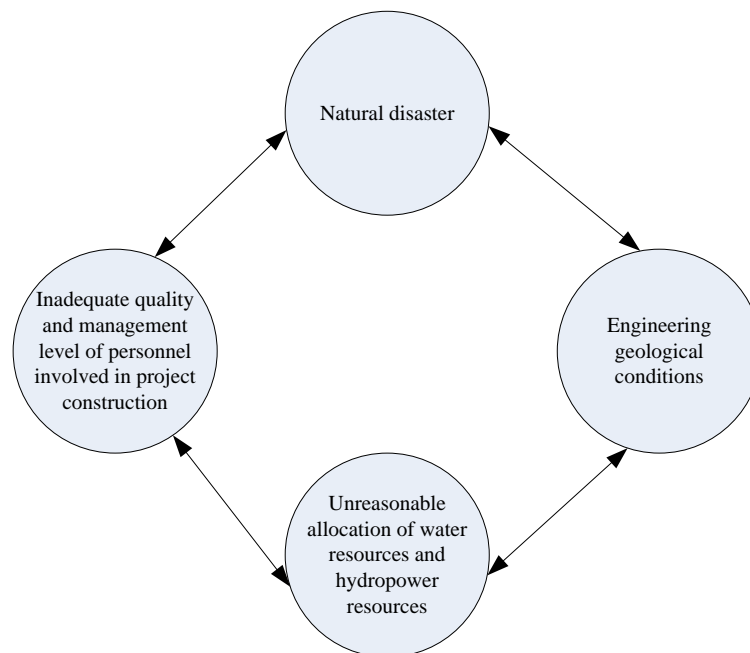 Natural disaster
Inadequate quality
and management
level of personnel
involved in project
construction
Engineering
geological
conditions
Unreasonable
allocation of water
resources and
hydropower
resources